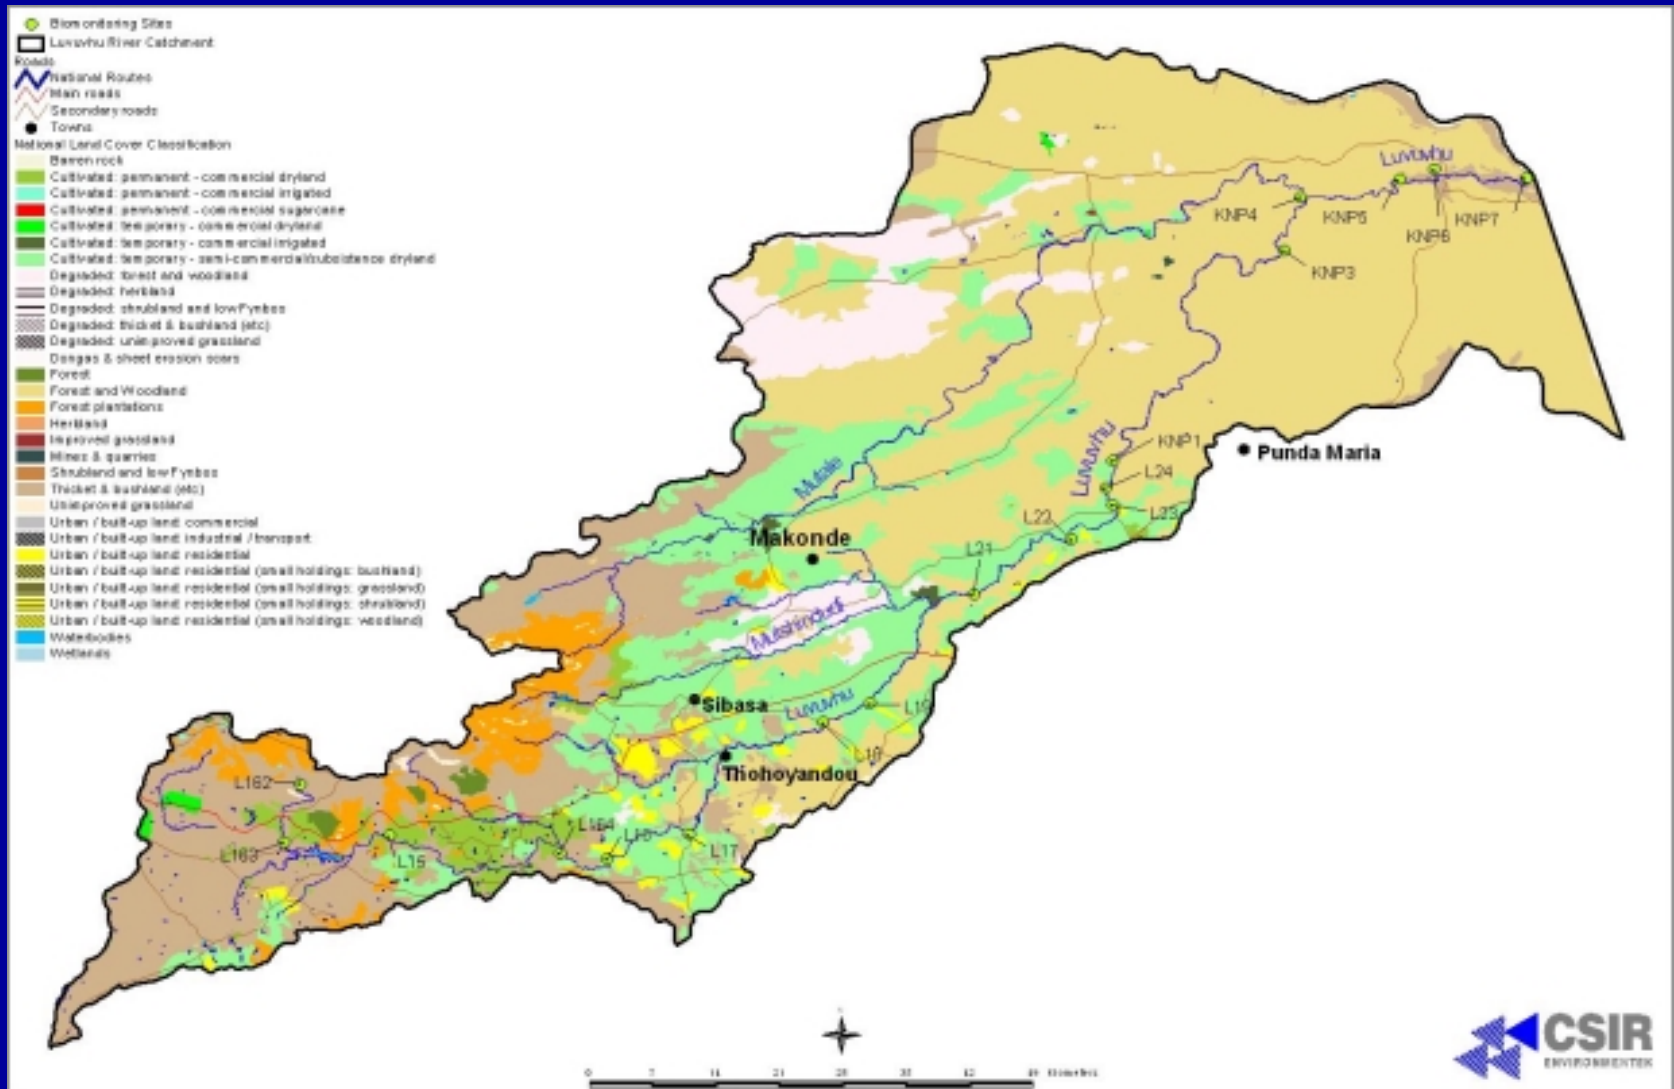 Biomonitoring Sites
Luvuvhu River Catchment
Roads
National Routes
Main roads
Secondary roads
Towns
National Land Cover Classification
Barren rock
Cultivated: permanent - commercial dryland
Cultivated: permanent - commercial irrigated
Cultivated: permanent - commercial sugarcane
Cultivated: temporary - commercial dryland
Cultivated: temporary - commercial irrigated
Cultivated: temporary - semi-commercial/subsistence dryland
Degraded: forest and woodland
Degraded: herbland
Degraded: shrubland and low Fynbos
Degraded: thicket & bushland (etc)
Degraded: unimproved grassland
Dongas & sheet erosion scars
Forest
Forest and Woodland
Forest plantations
Herbland
Improved grassland
Mines & quarries
Shrubland and low Fynbos
Thicket & bushland (etc)
Unimproved grassland
Urban / built-up land: commercial
Urban / built-up land: industrial / transport
Urban / built-up land: residential
Urban / built-up land: residential (small holdings: bushland)
Urban / built-up land: residential (small holdings: grassland)
Urban / built-up land: residential (small holdings: shrubland)
Urban / built-up land: residential (small holdings: woodland)
Waterbodies
Wetlands
Luvuvhu
KNP4
KNP5
KNP6
KNP7
KNP3
Luvuvhu
KNP1
L24
L23
L22
L21
Punda Maria
Mutale
Makonde
Mutshindudi
Sibasa
Luvuvhu
L19
L18
Thohoyandou
L162
L163
L15
L164
L17
0 7
CSIR
ENVIRONMENTEK